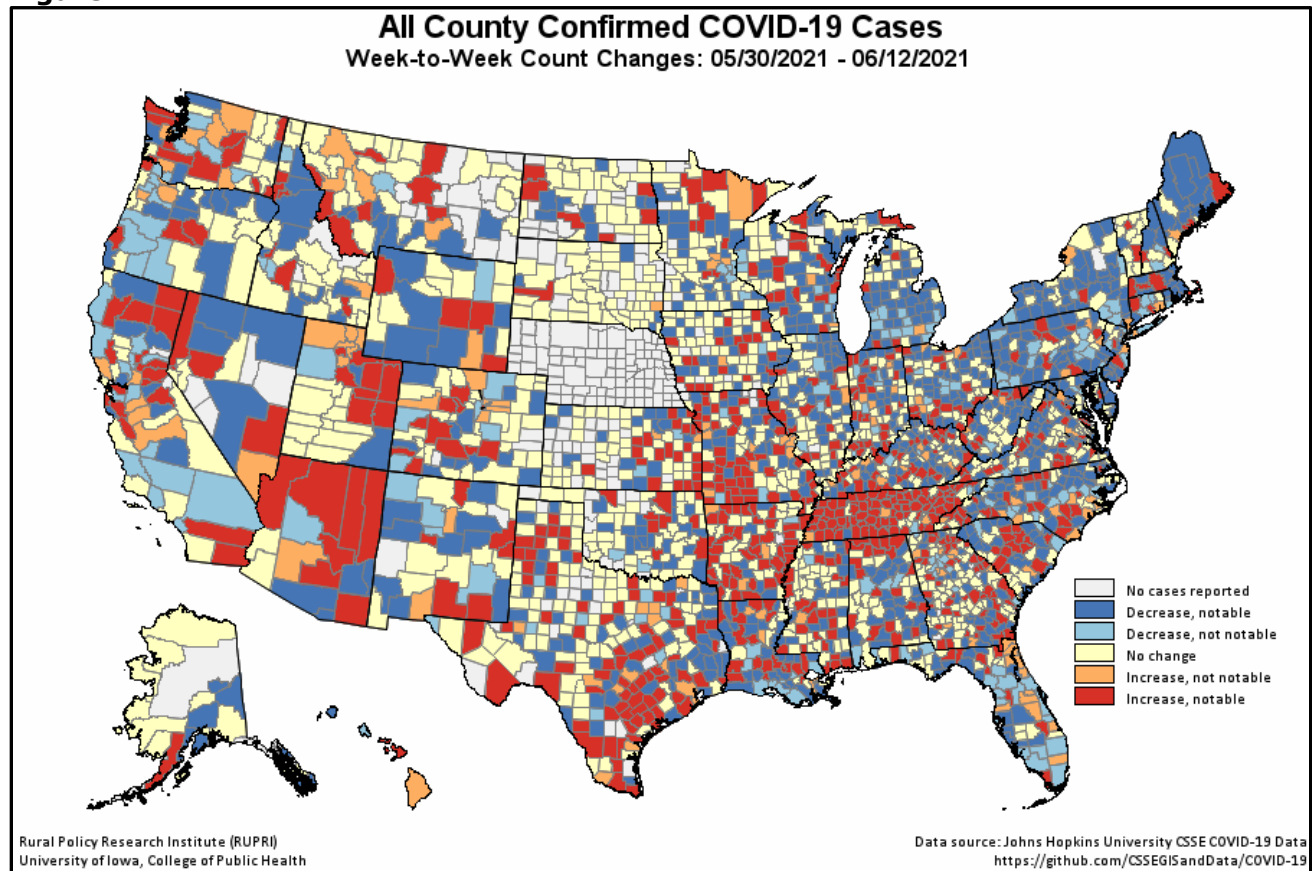 All County Confirmed COVID-19 Cases
Week-to-Week Count Changes: 05/30/2021 - 06/12/2021
No cases reported
Decrease, notable
Decrease, not notable
No change
Increase, not notable
Increase, notable
Rural Policy Research Institute (RUPRI)
University of Iowa, College of Public Health
Data source: Johns Hopkins University CSSE COVID-19 Data
https://github.com/CSSEGISandData/COVID-19